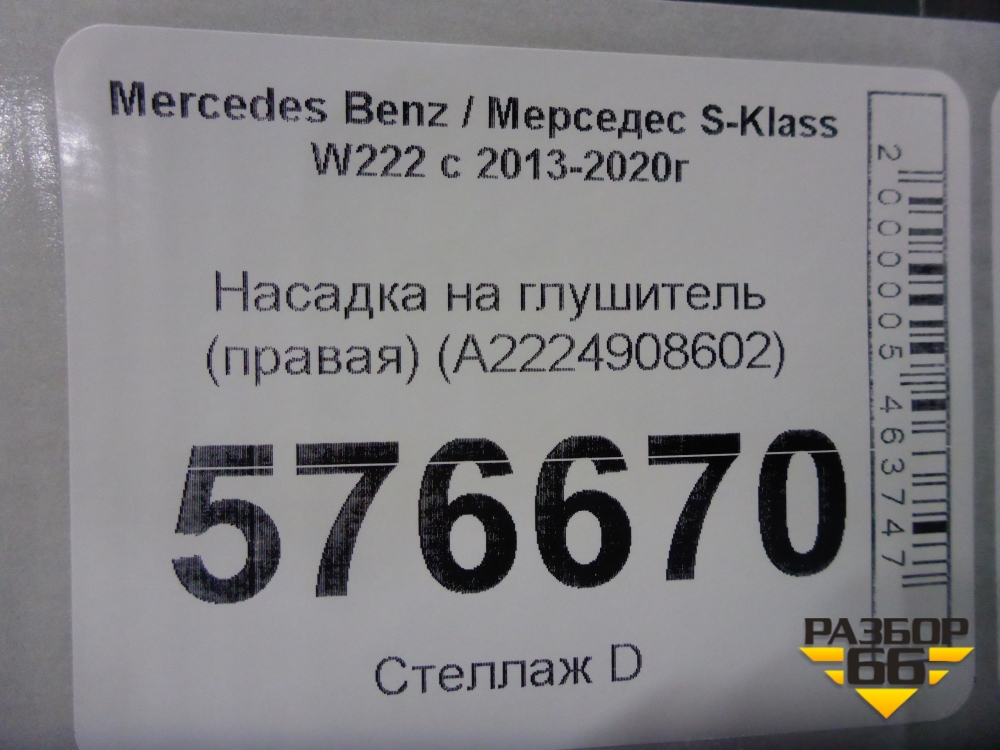 Mercedes Benz / Мерседес S-Klass
W222 с 2013-2020г
Насадка на глушитель
(правая) (A2224908602)
576670
Стеллаж D
2000005463747
РАЗБОР
66